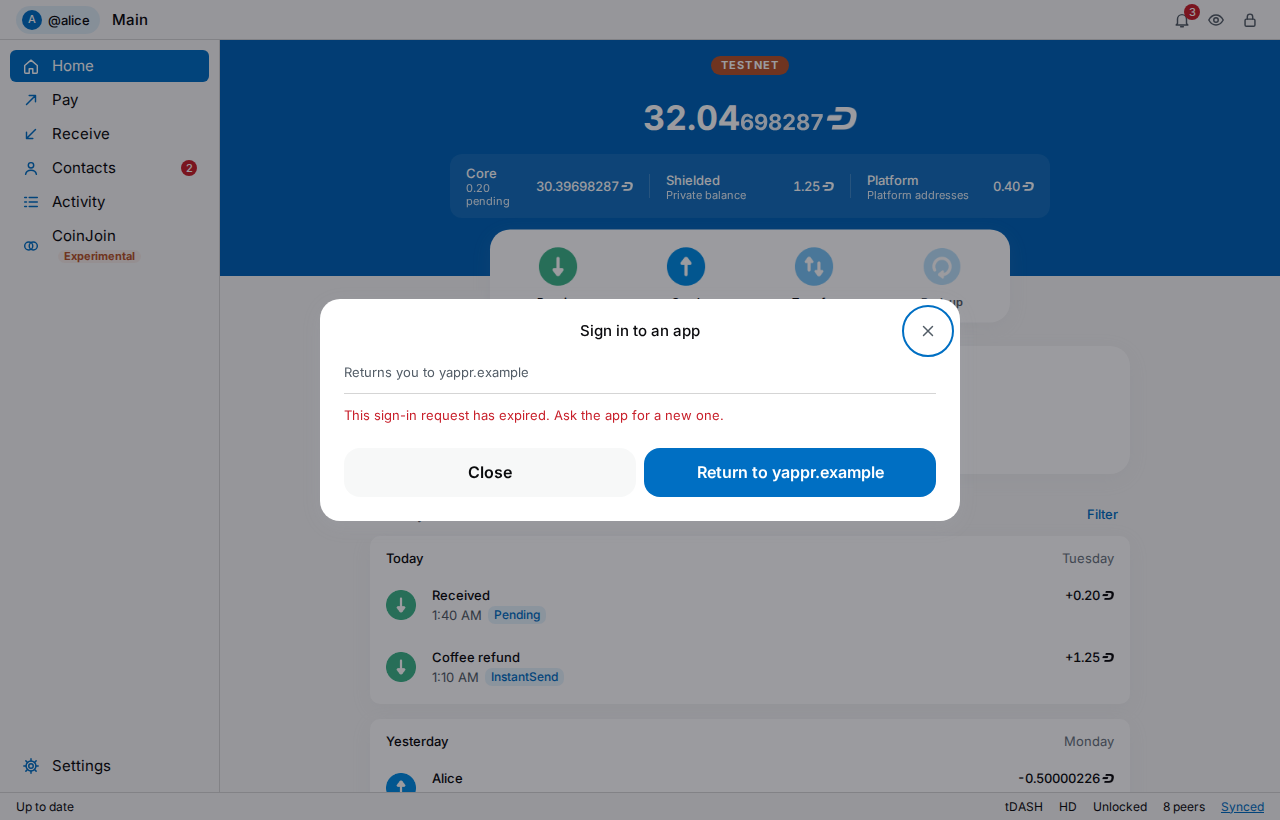 A @alice Main 3
Home
Pay
Receive
Contacts 2
Activity
CoinJoin
Experimental
Settings
TESTNET
32.04698287
Core
0.20
pending
30.39698287
Shielded
Private balance
1.25
Platform
Platform addresses
0.40
Sign in to an app
Returns you to yappr.example
This sign-in request has expired. Ask the app for a new one.
Close Return to yappr.example
Filter
Today Tuesday
Received +0.20
1:40 AM Pending
Coffee refund +1.25
1:10 AM InstantSend
Yesterday Monday
Alice -0.50000226
Up to date tDASH HD Unlocked 8 peers Synced